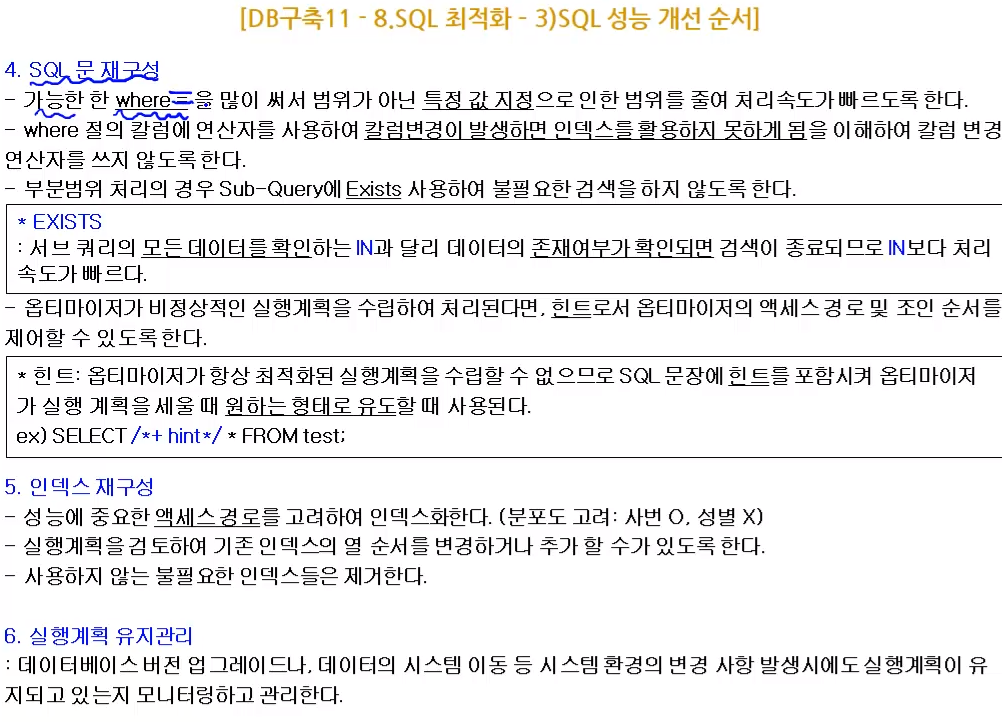 [DB구축11 - 8.SQL 최적화 - 3)SQL 성능 개선 순서]
4. SQL 문 재구성
- 가능한 한 where=을 많이 써서 범위가 아닌 특정 값 지정으로 인한 범위를 줄여 처리속도가 빠르도록 한다.
- where 절의 칼럼에 연산자를 사용하여 칼럼변경이 발생하면 인덱스를 활용하지 못하게 됨을 이해하여 칼럼 변경
연산자를 쓰지 않도록 한다.
- 부분범위 처리의 경우 Sub-Query에 Exists 사용하여 불필요한 검색을 하지 않도록 한다.
* EXISTS
: 서브 쿼리의 모든 데이터를 확인하는 IN과 달리 데이터의 존재여부가 확인되면 검색이 종료되므로 IN보다 처리
속도가 빠르다.
- 옵티마이저가 비정상적인 실행계획을 수립하여 처리된다면, 힌트로서 옵티마이저의 액세스 경로 및 조인 순서를
제어할 수 있도록 한다.
* 힌트: 옵티마이저가 항상 최적화된 실행계획을 수립할 수 없으므로 SQL 문장에 힌트를 포함시켜 옵티마이저
가 실행 계획을 세울 때 원하는 형태로 유도할 때 사용된다.
ex) SELECT /*+ hint*/ * FROM test;
5. 인덱스 재구성
- 성능에 중요한 액세스 경로를 고려하여 인덱스화한다. (분포도 고려: 사번 O, 성별 X)
- 실행계획을 검토하여 기존 인덱스의 열 순서를 변경하거나 추가 할 수가 있도록 한다.
- 사용하지 않는 불필요한 인덱스들은 제거한다.
6. 실행계획 유지관리
: 데이터베이스 버전 업그레이드나, 데이터의 시스템 이동 등 시스템 환경의 변경 사항 발생시에도 실행계획이 유
지되고 있는지 모니터링하고 관리한다.